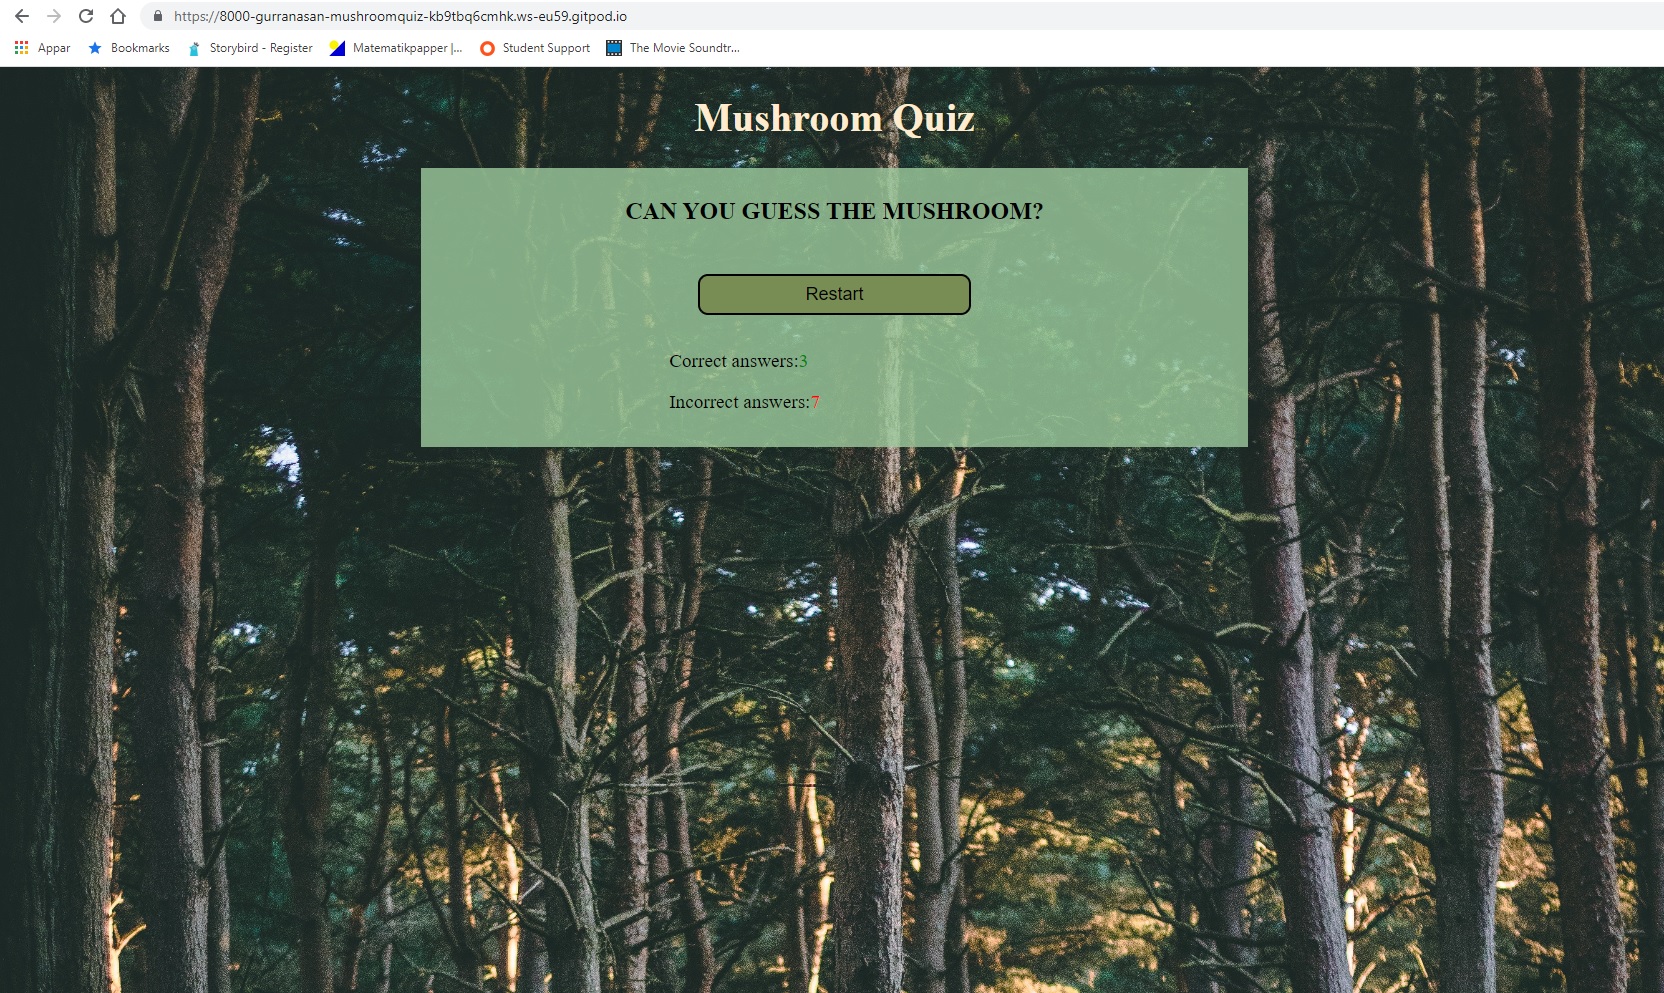 https://8000-gurranasan-mushroomquiz-kb9tbq6cmhk.ws-eu59.gitpod.io
Appar Bookmarks Storybird - Register Matematikpapper |... Student Support The Movie Soundtr...
Mushroom Quiz
CAN YOU GUESS THE MUSHROOM?
Restart
Correct answers:3
Incorrect answers:7